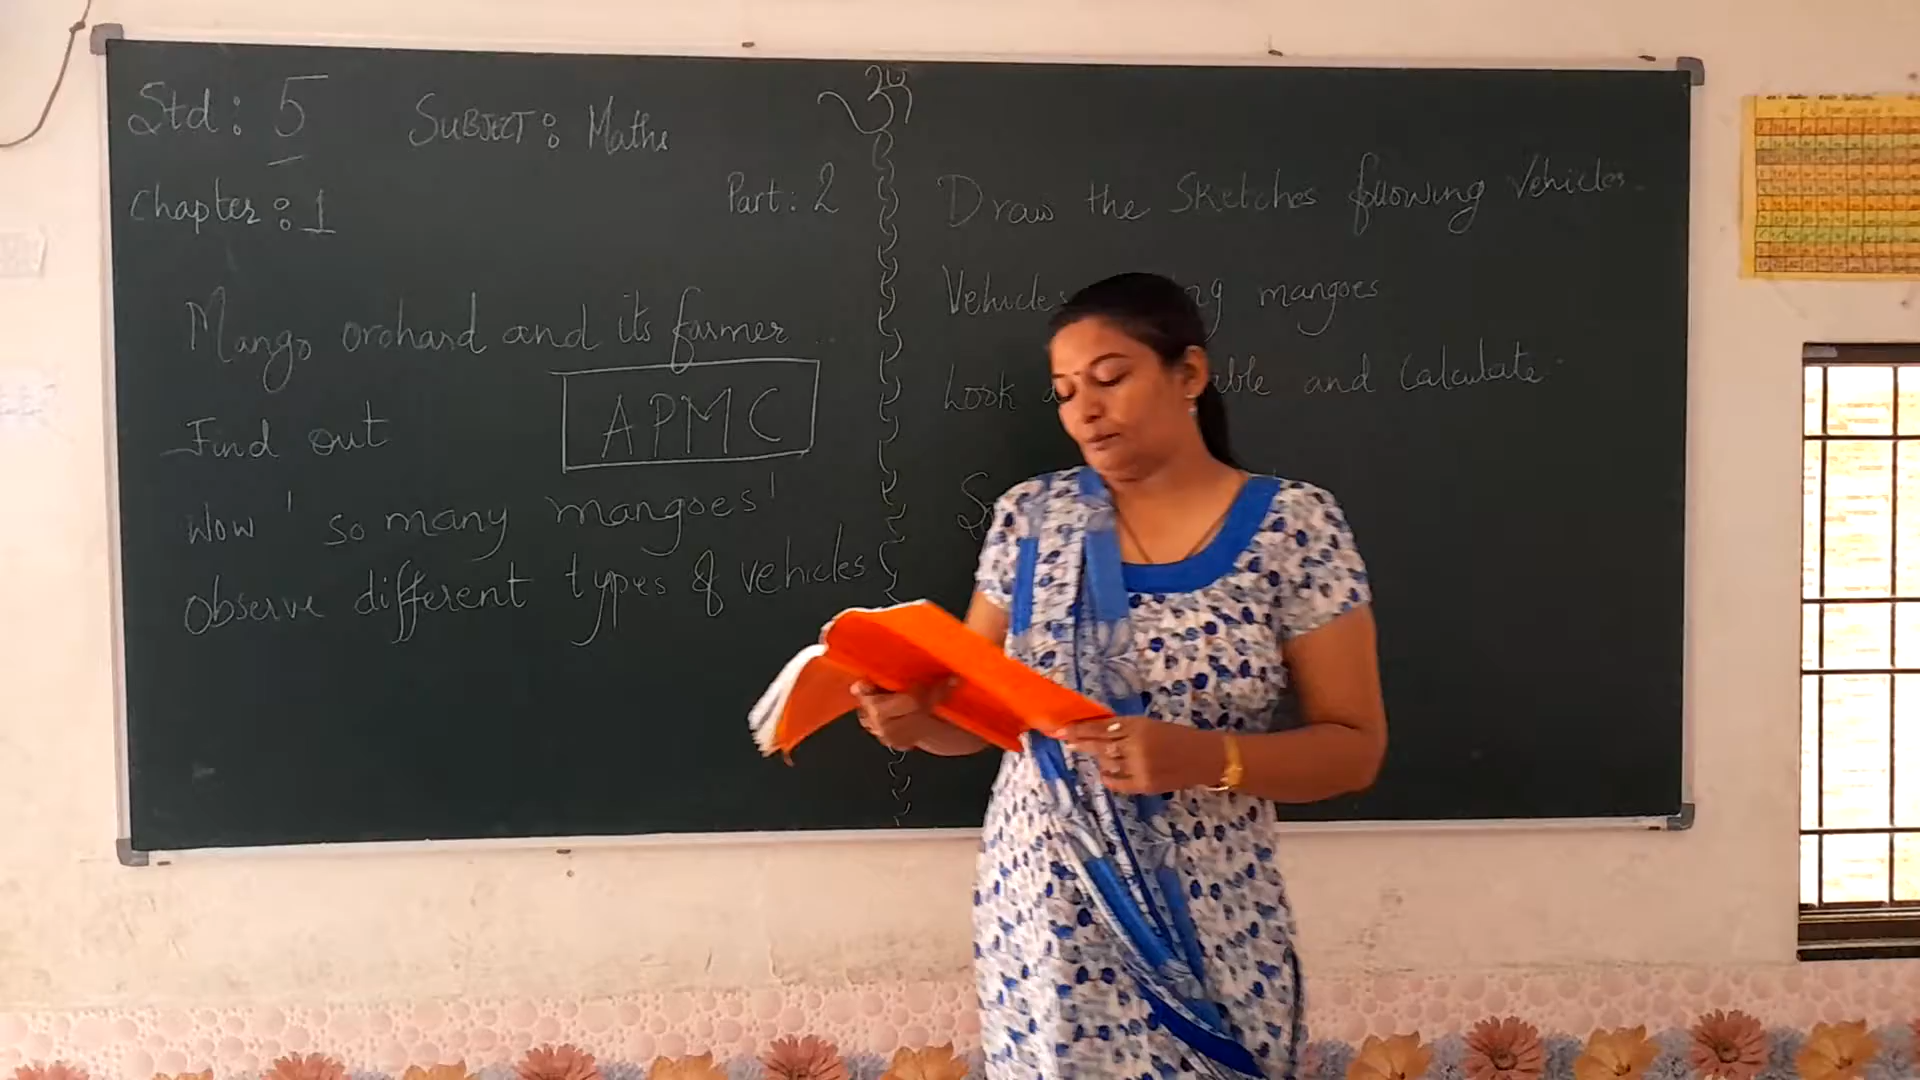 ॐ
Std: 5 SUBJECT: Maths
Chapter: 1 Part: 2
Mango orchard and its farmer ...
Find out
APMC
Wow ' so many mangoes'
Observe different types of vehicles
Draw the Sketches following Vehicles.
Vehicles mangoes
Look and Calculate.